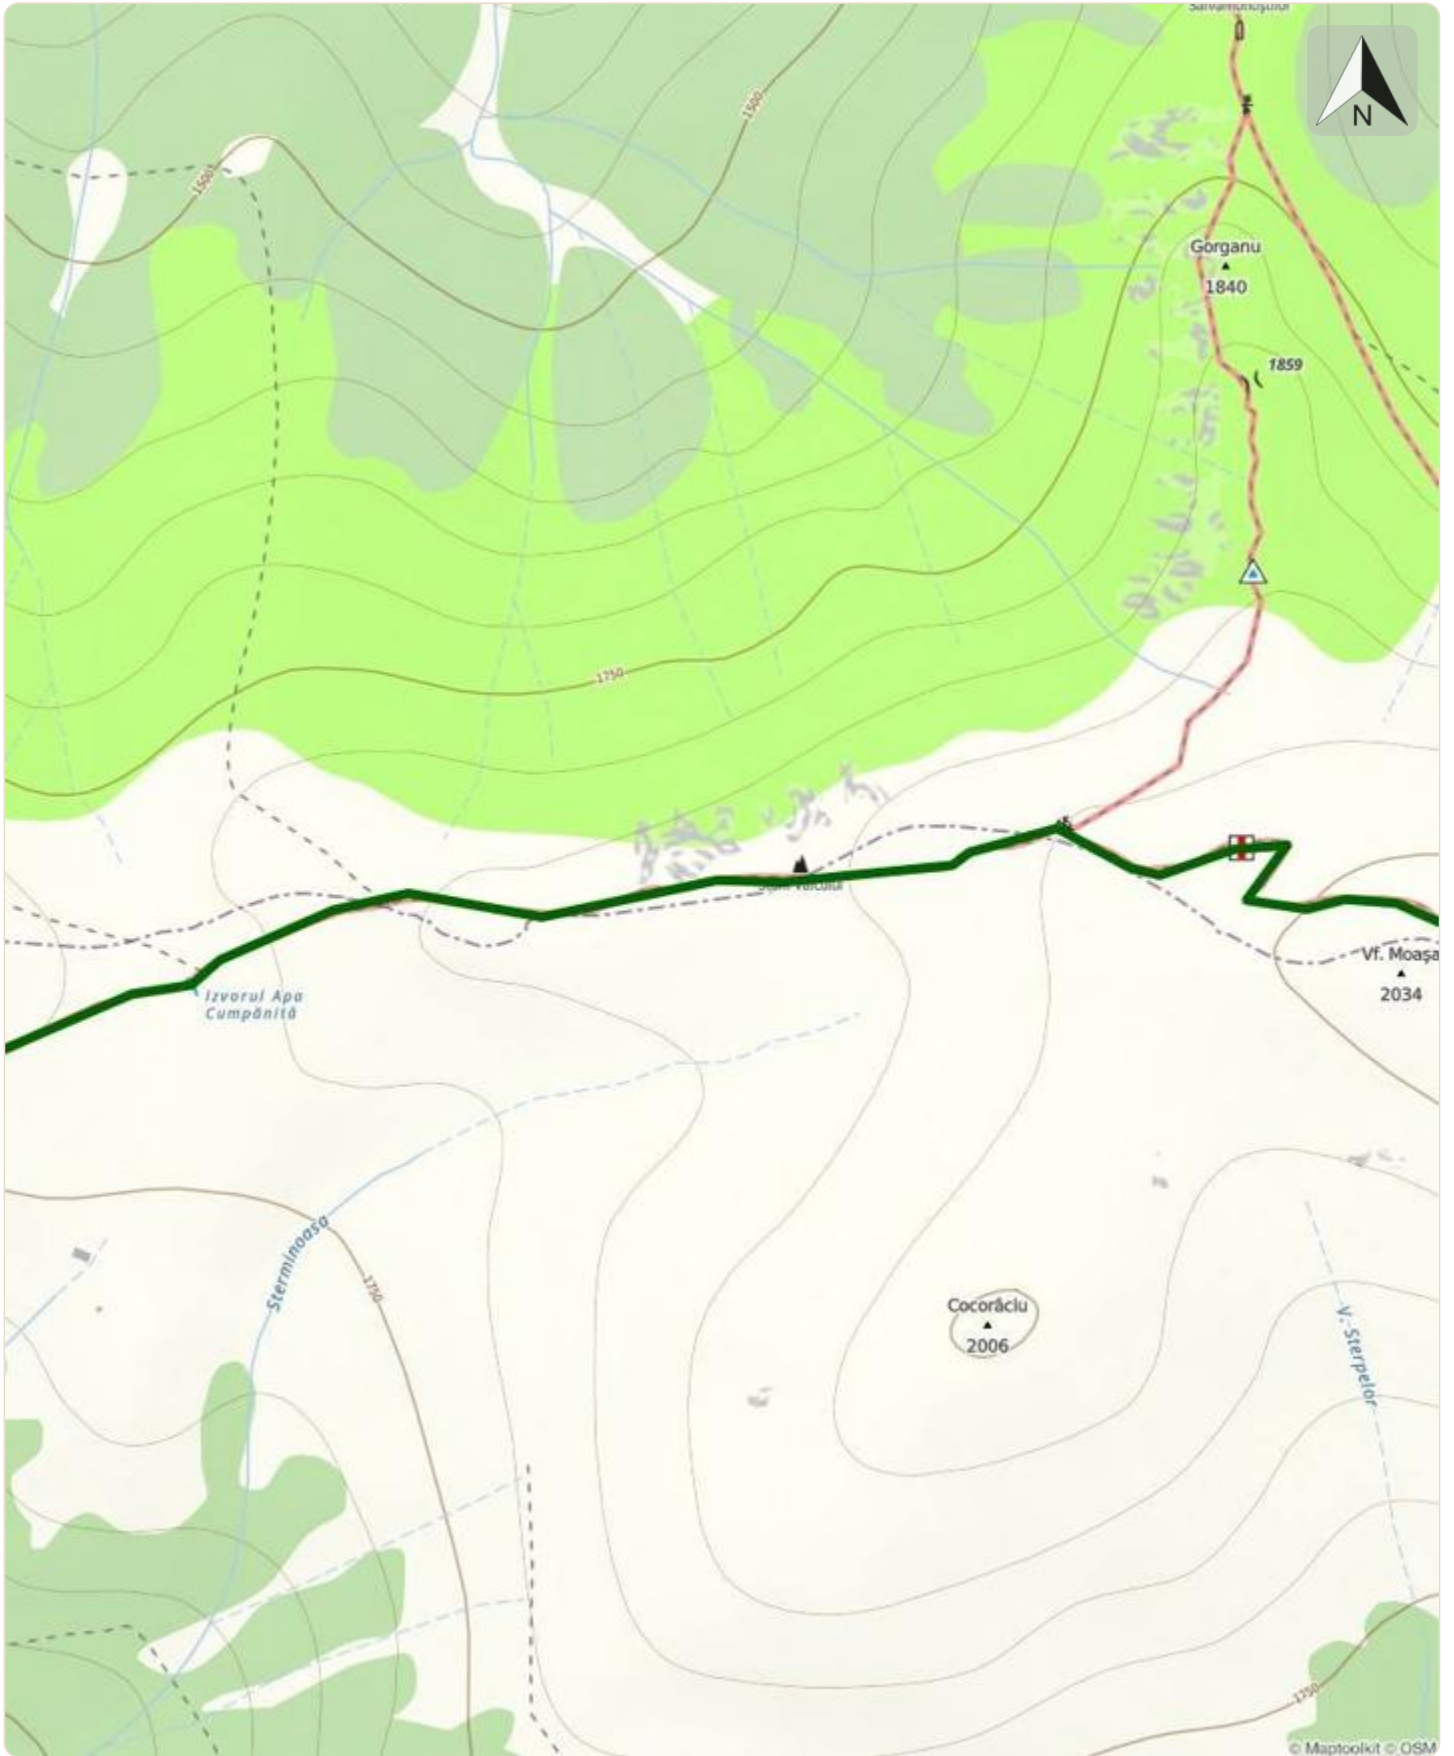 N
1500
1500
Gorganu
1840
1859
1750
Vf. Moașa
2034
Izvorul Apa
Cumpănită
Sterminoasa
1750
Cocorâciu
2006
V. Sterpelor
1750
© Maptoolkit © OSM